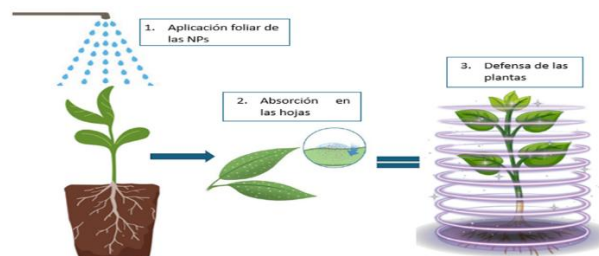 1. Aplicación foliar de
las NPs
2. Absorción en
las hojas
3. Defensa de las
plantas